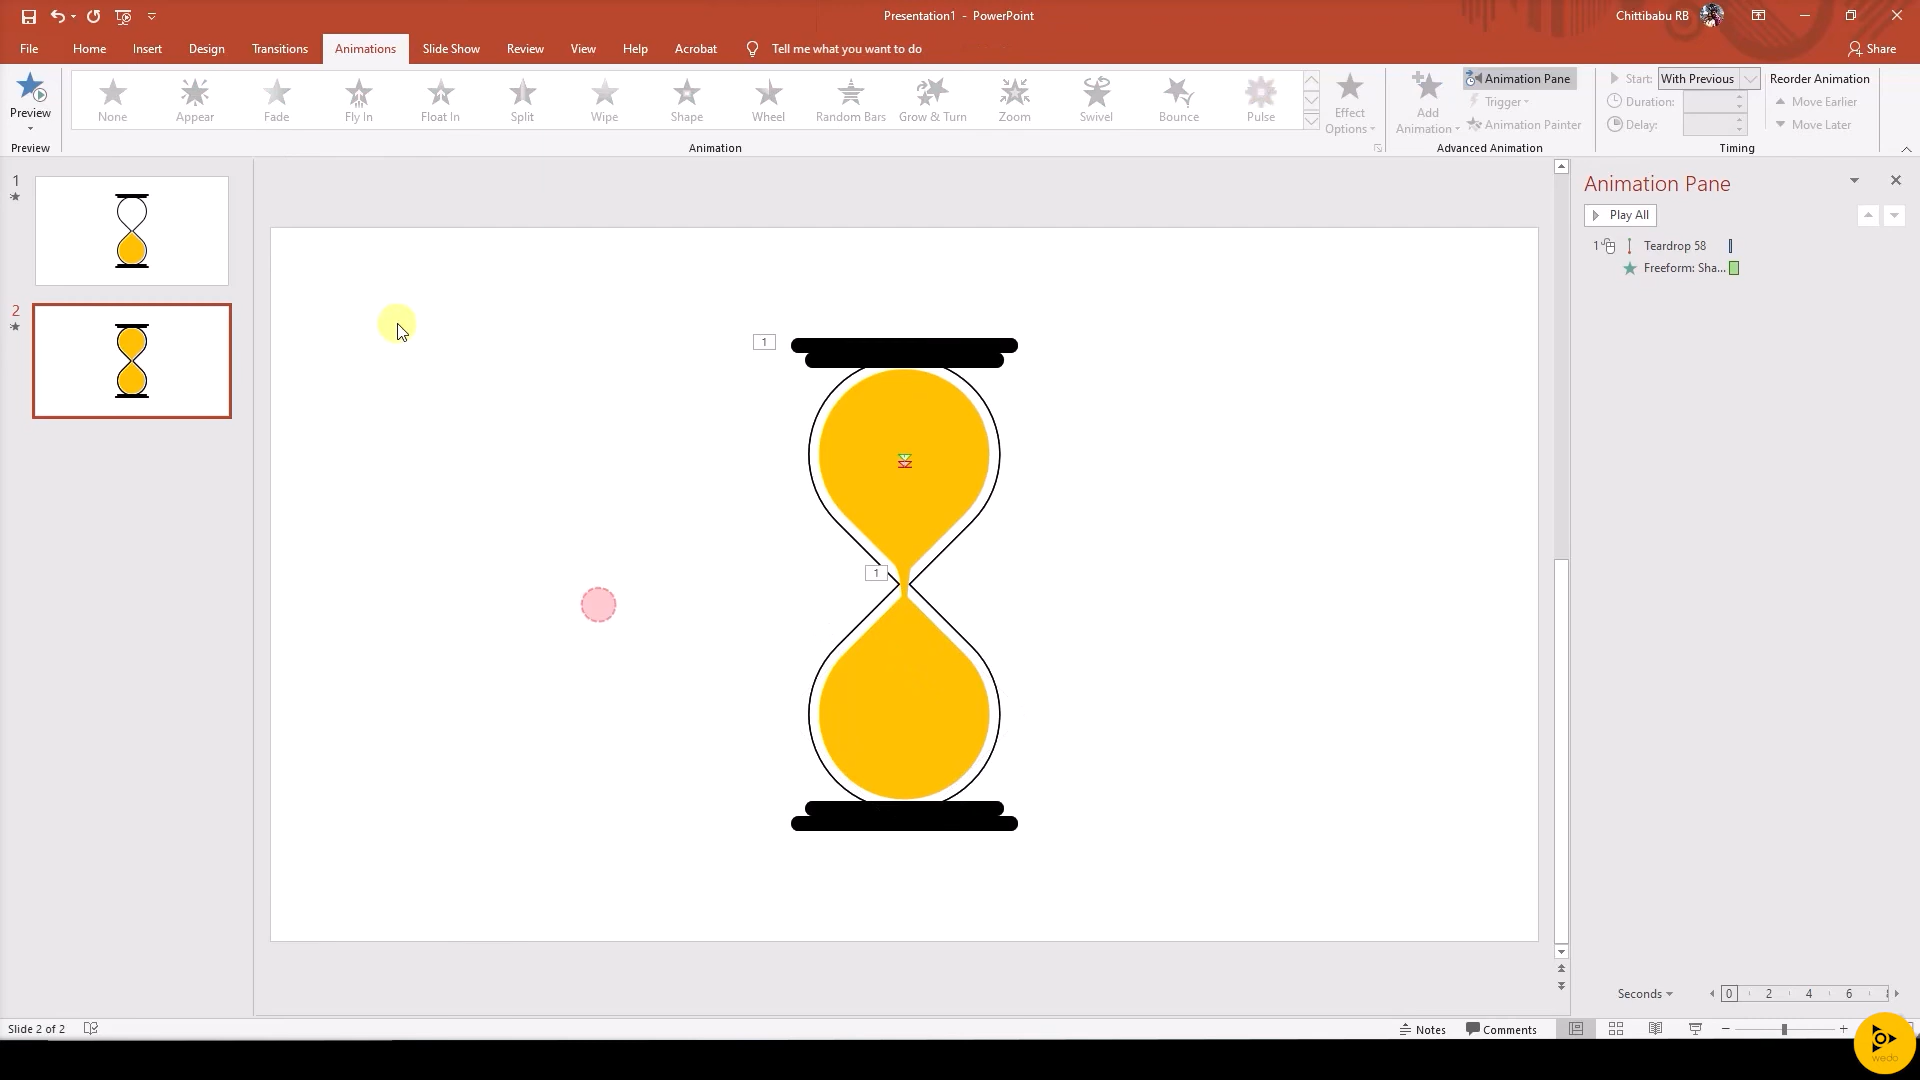 Presentation1 - PowerPoint
Chittibabu RB
File Home Insert Design Transitions Animations Slide Show Review View Help Acrobat Tell me what you want to do Share
Preview
None Appear Fade Fly In Float In Split Wipe Shape Wheel Random Bars Grow & Turn Zoom Swivel Bounce Pulse
Effect Options
Add Animation
Animation Pane
Trigger
Animation Painter
Start: With Previous
Duration:
Delay:
Reorder Animation
Move Earlier
Move Later
Preview Animation Advanced Animation Timing
1
2
1
1
Animation Pane
Play All
1 Teardrop 58
Freeform: Sha...
Seconds 0 2 4 6
Slide 2 of 2
Notes Comments
wedo